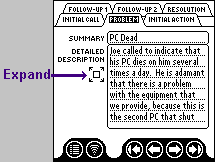 FOLLOW-UP 1 FOLLOW-UP 2 RESOLUTION
INITIAL CALL PROBLEM INITIAL ACTION
SUMMARY PC Dead
DETAILED DESCRIPTION Joe called to indicate that
his PC dies on him several
times a day. He is adamant
that there is a problem
with the equipment that
we provide, because this is
the second PC that shut
Expand